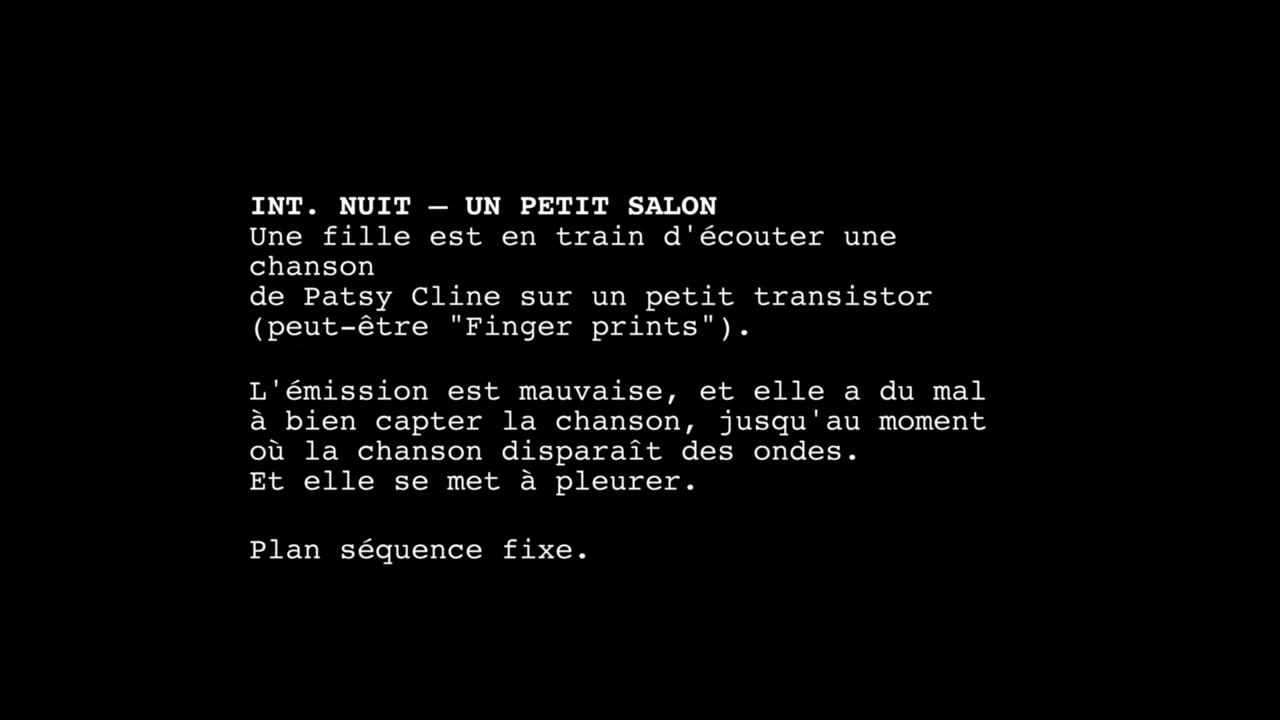 INT. NUIT – UN PETIT SALON
Une fille est en train d'écouter une
chanson
de Patsy Cline sur un petit transistor
(peut-être "Finger prints").
L'émission est mauvaise, et elle a du mal
à bien capter la chanson, jusqu'au moment
où la chanson disparaît des ondes.
Et elle se met à pleurer.
Plan séquence fixe.